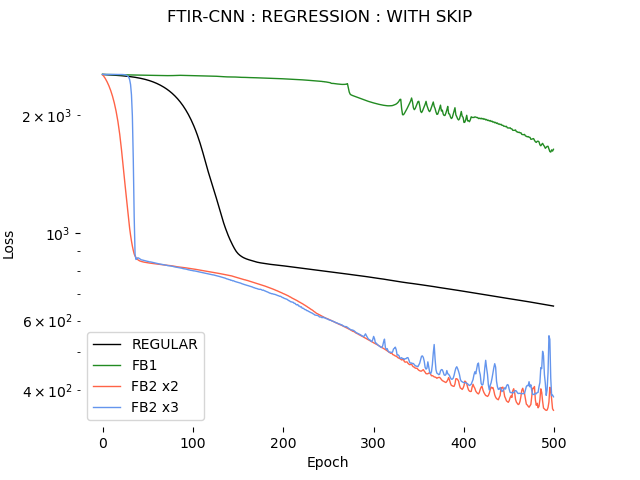 FTIR-CNN : REGRESSION : WITH SKIP
Loss
2 × 10³
10³
6 × 10²
4 × 10²
REGULAR
FB1
FB2 x2
FB2 x3
0 100 200 300 400 500
Epoch